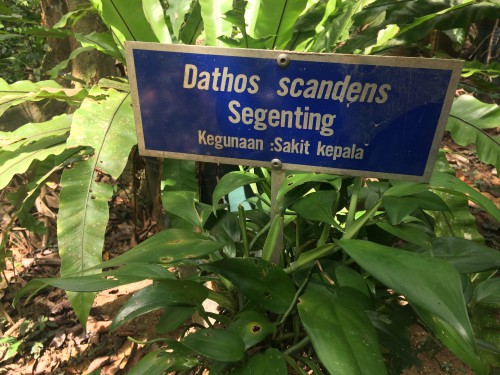 Dathos scandens
Segenting
Kegunaan :Sakit kepala